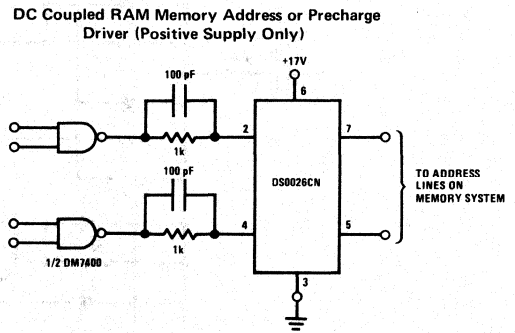 DC Coupled RAM Memory Address or Precharge
Driver (Positive Supply Only)
+17V
100 pF
6
2
7
1k
100 pF
DS0026CN
TO ADDRESS
LINES ON
MEMORY SYSTEM
4
5
1k
1/2 DM7400
3